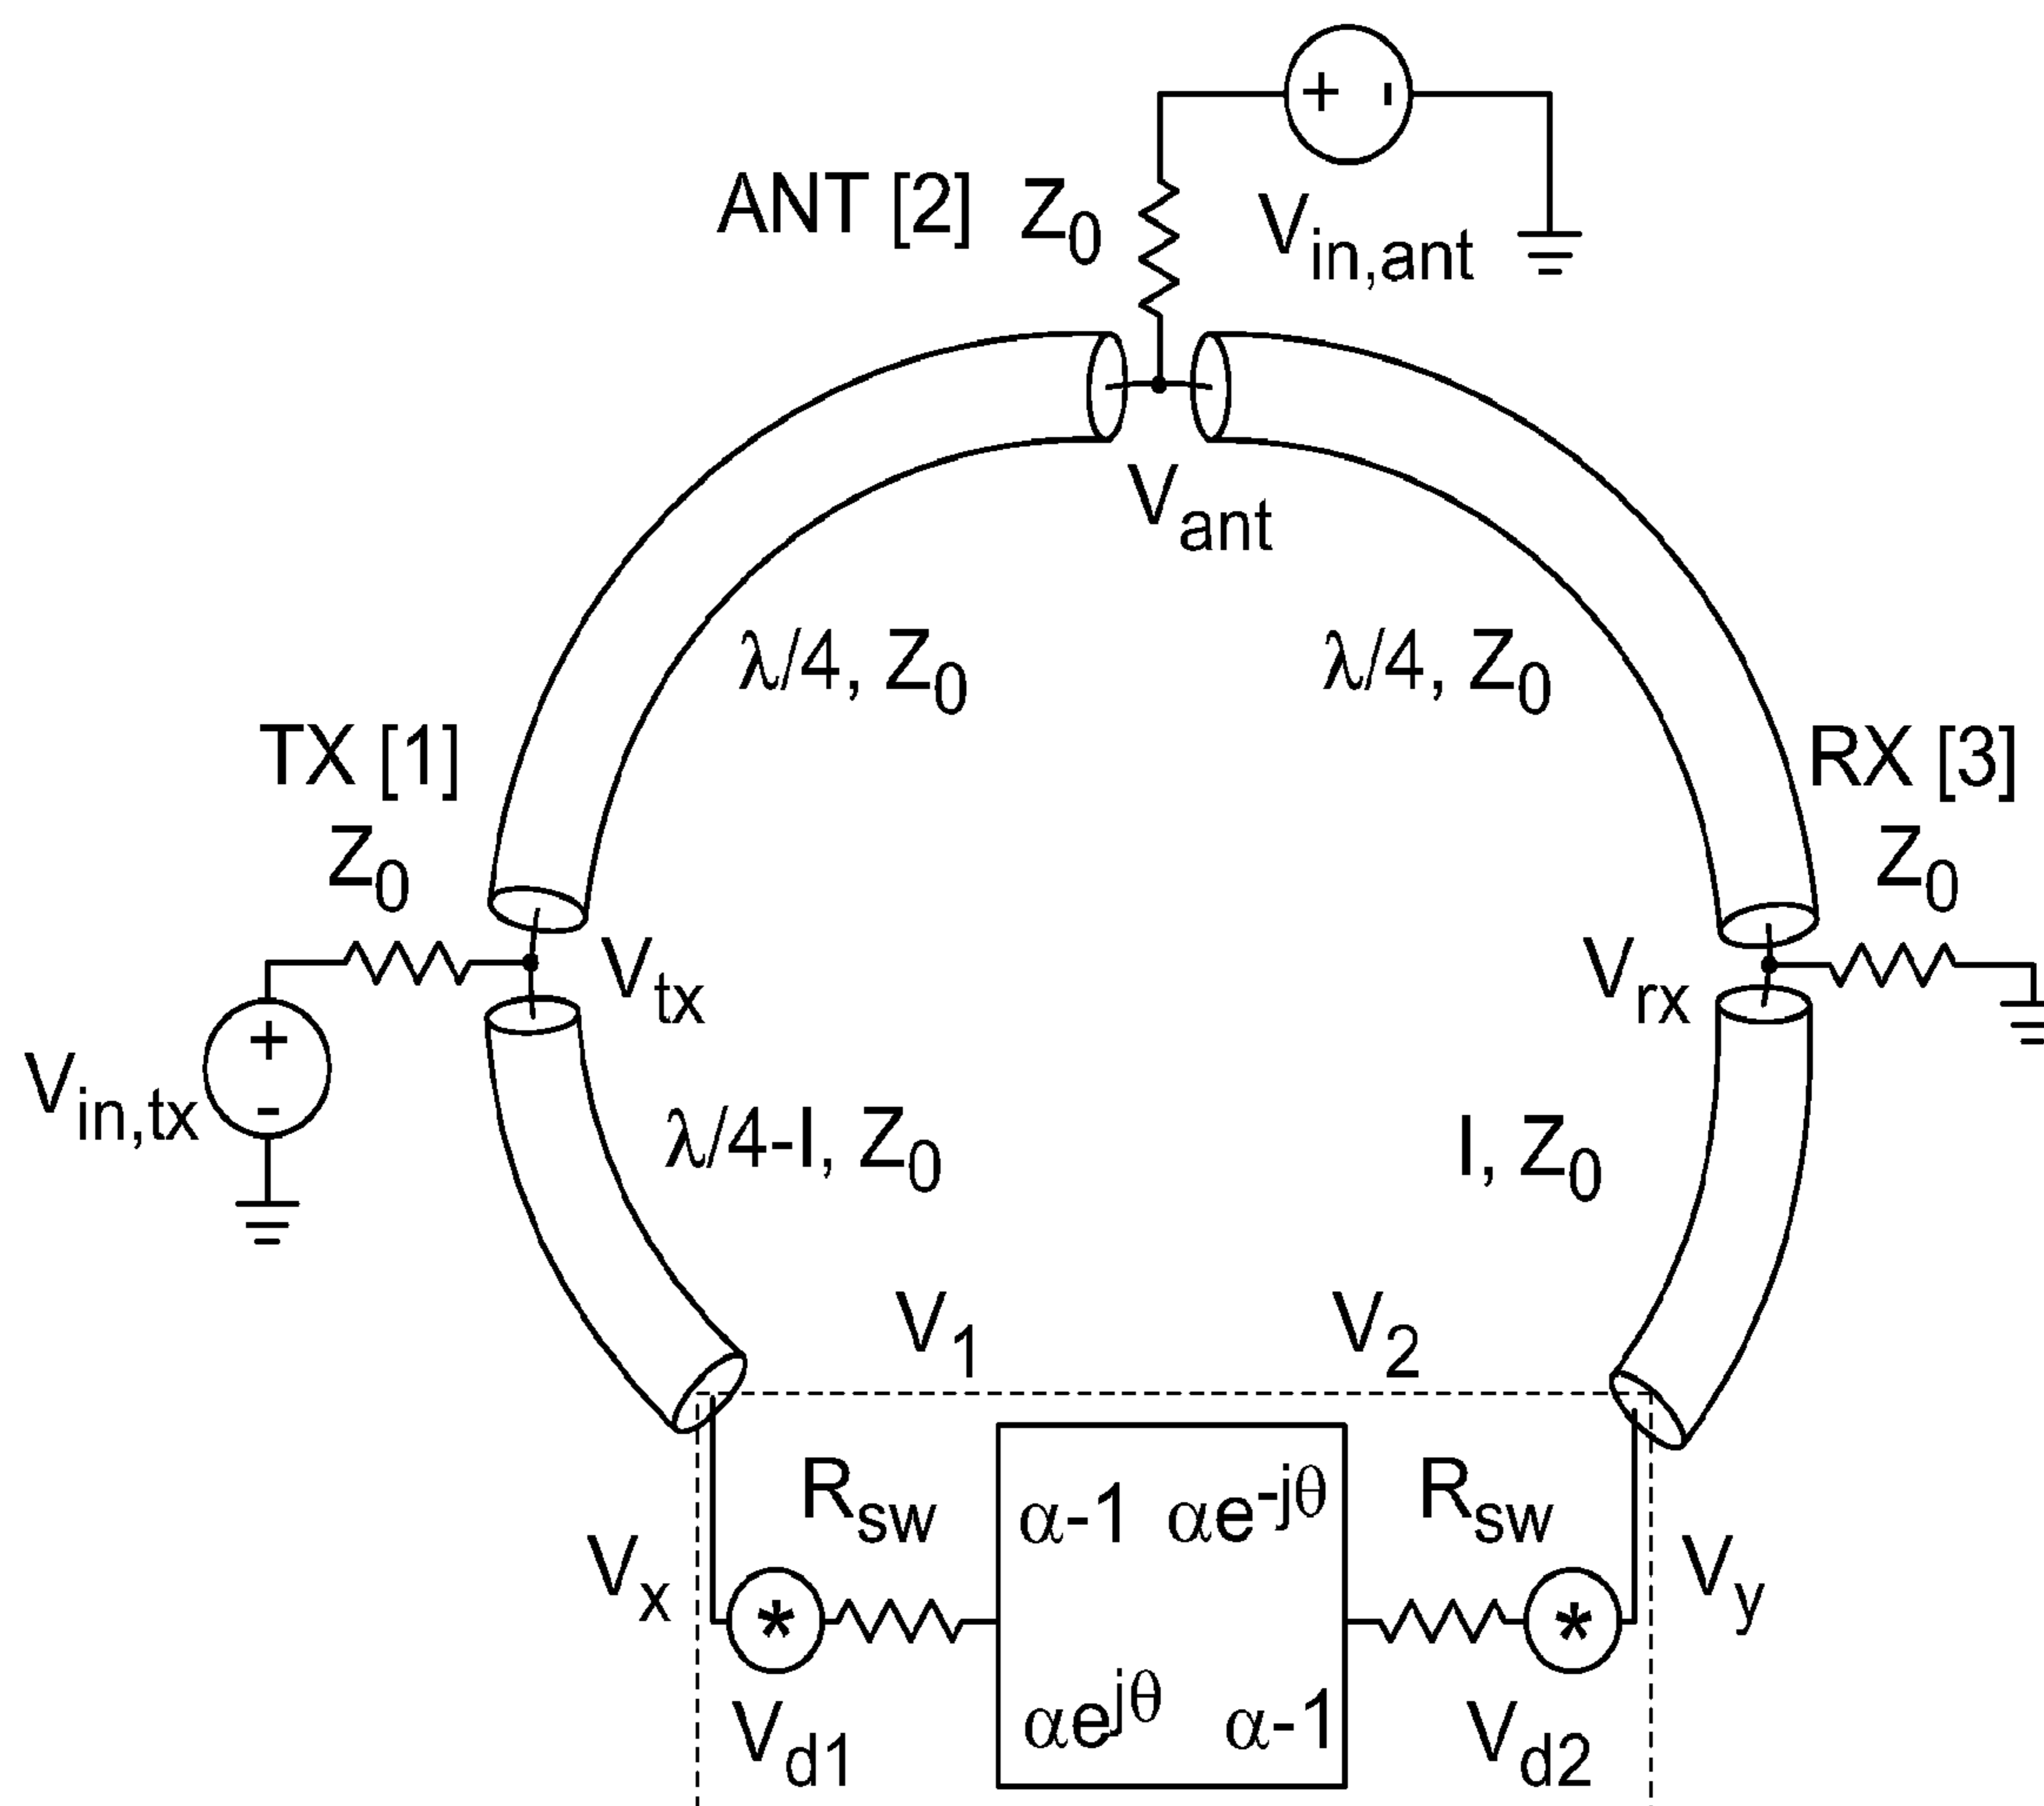 + -
ANT [2] Z0
Vin,ant
Vant
λ/4, Z0
λ/4, Z0
TX [1]
Z0
RX [3]
Z0
Vtx
Vrx
+
-
Vin,tx
λ/4-l, Z0
l, Z0
V1
V2
Rsw
Rsw
α-1 αe-jθ
Vx
Vy
*
*
αejθ α-1
Vd1
Vd2